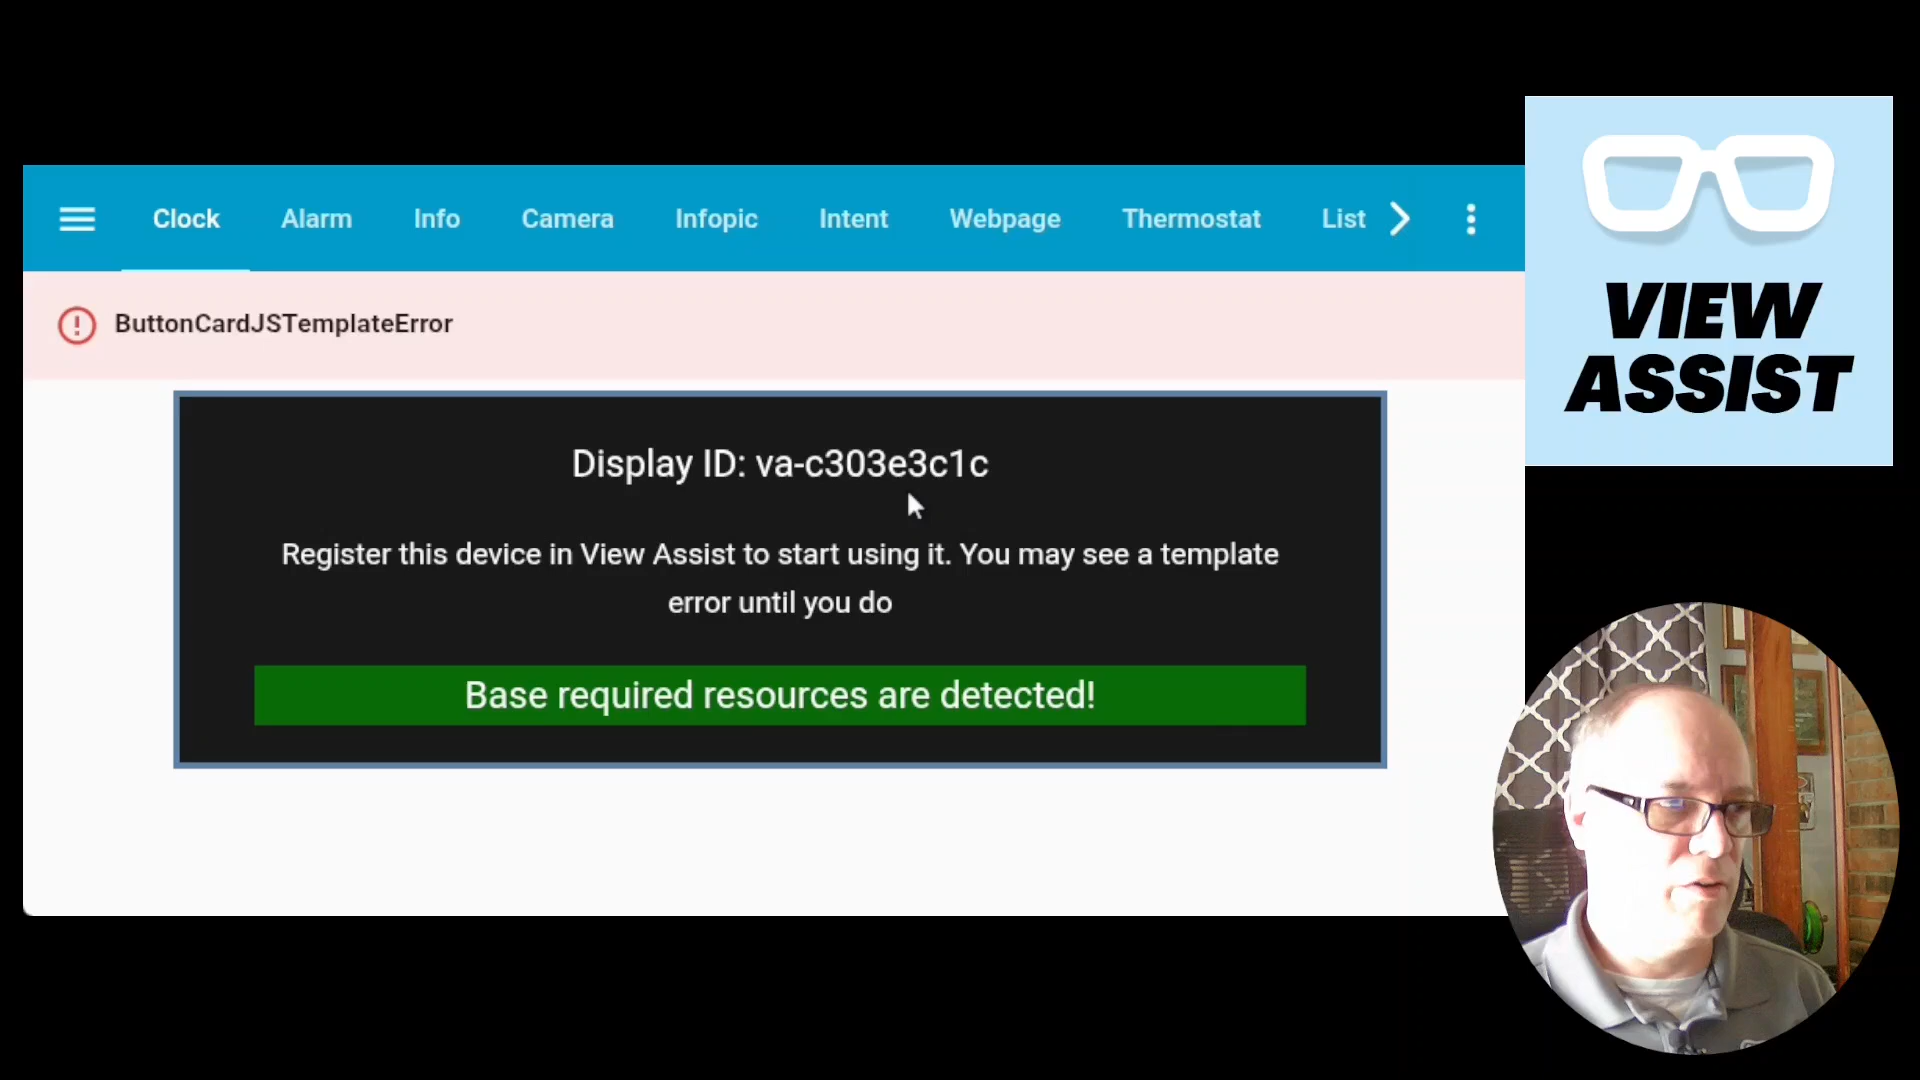 Clock Alarm Info Camera Infopic Intent Webpage Thermostat List
ButtonCardJSTemplateError
Display ID: va-c303e3c1c
Register this device in View Assist to start using it. You may see a template
error until you do
Base required resources are detected!
VIEW
ASSIST